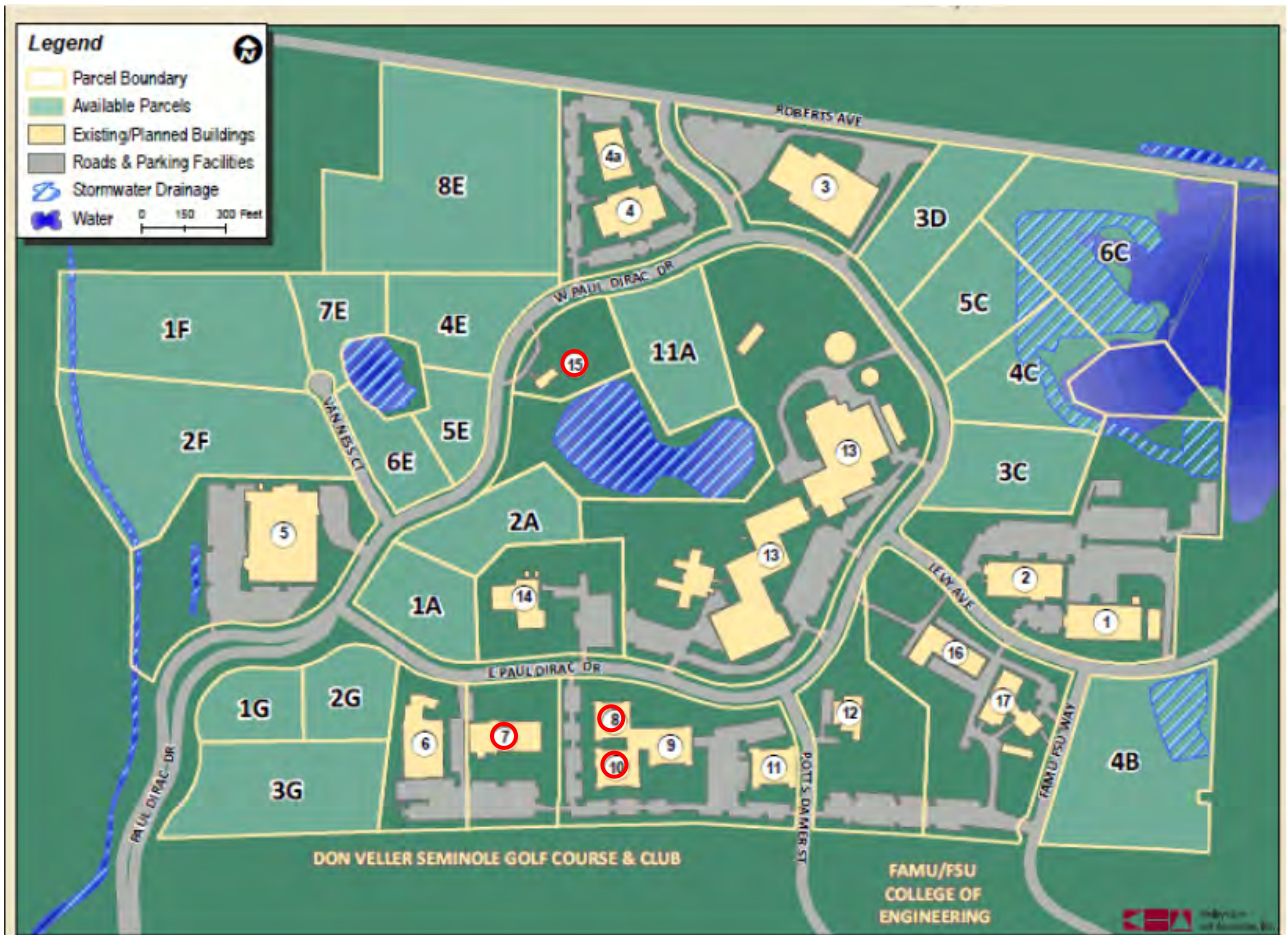 Legend
N
Parcel Boundary
Available Parcels
Existing/Planned Buildings
Roads & Parking Facilities
Stormwater Drainage
Water
0 150 300 Feet
ROBERTS AVE
8E
4a
4
3
3D
6C
W PAUL DIRAC DR
1F
7E
4E
11A
5C
15
4C
2F
VAN NESS CT
5E
6E
13
3C
5
2A
13
LEVY AVE
2
14
1A
1
16
E PAUL DIRAC DR
1G
2G
17
8
12
7
6
9
10
11
3G
4B
PAUL DIRAC DR
POTTSDAMER ST
FAMU/FSU WAY
DON VELLER SEMINOLE GOLF COURSE & CLUB
FAMU/FSU
COLLEGE OF
ENGINEERING